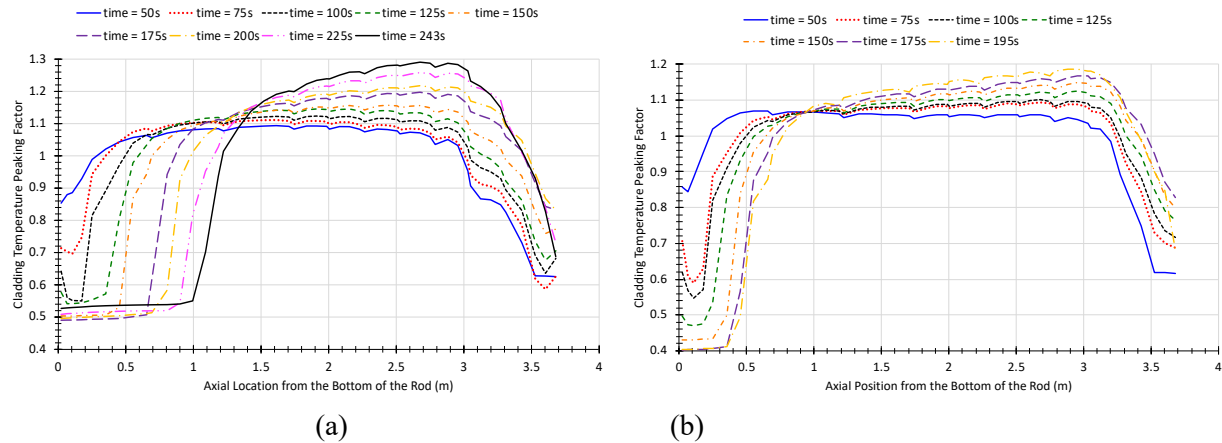 time = 50s time = 75s time = 100s time = 125s time = 150s
time = 175s time = 200s time = 225s time = 243s
Cladding Temperature Peaking Factor
1.3
1.2
1.1
1
0.9
0.8
0.7
0.6
0.5
0.4
0 0.5 1 1.5 2 2.5 3 3.5 4
Axial Location from the Bottom of the Rod (m)
(a)
time = 50s time = 75s time = 100s time = 125s
time = 150s time = 175s time = 195s
Cladding Temperature Peaking Factor
1.2
1.1
1
0.9
0.8
0.7
0.6
0.5
0.4
0 0.5 1 1.5 2 2.5 3 3.5 4
Axial Position from the Bottom of the Rod (m)
(b)